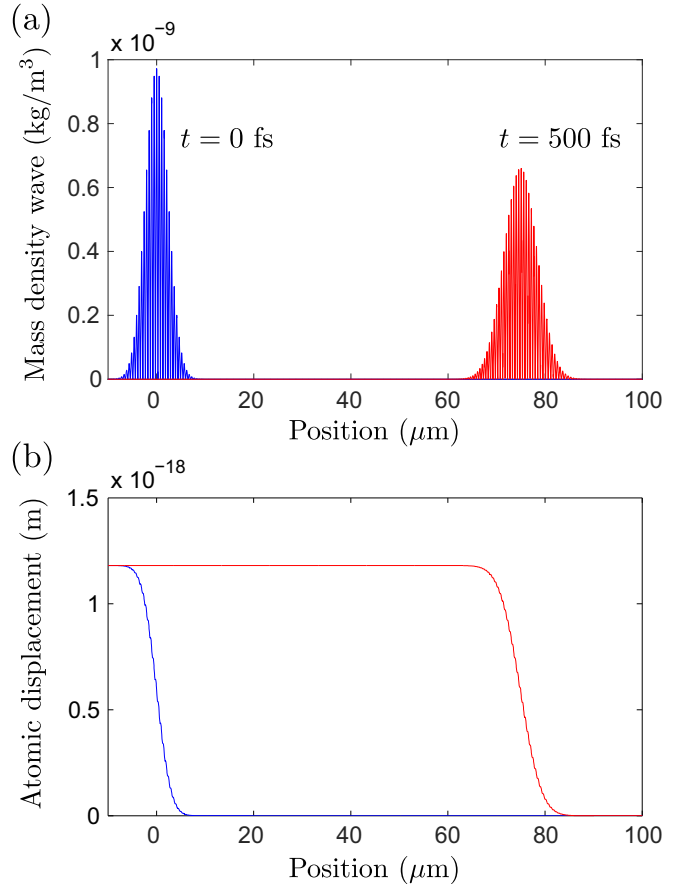 (a)
x 10⁻⁹
1
0.8
0.6
0.4
0.2
0
Mass density wave (kg/m³)
t = 0 fs
t = 500 fs
0
20
40
60
80
100
Position (μm)
(b)
x 10⁻¹⁸
1.5
1
0.5
0
Atomic displacement (m)
0
20
40
60
80
100
Position (μm)